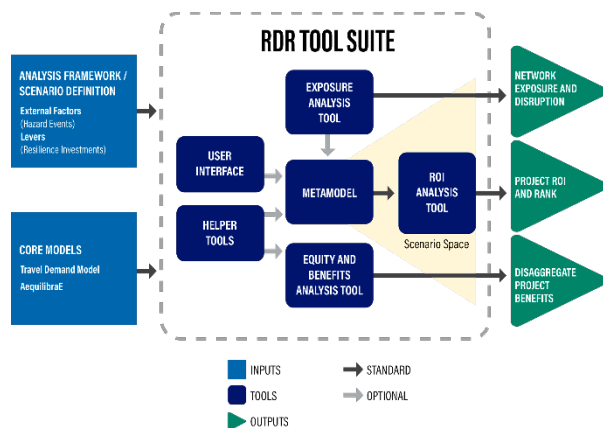 RDR TOOL SUITE
ANALYSIS FRAMEWORK /
SCENARIO DEFINITION
External Factors
(Hazard Events)
Levers
(Resilience Investments)
CORE MODELS
Travel Demand Model
AequilibraE
EXPOSURE
ANALYSIS
TOOL
USER
INTERFACE
METAMODEL
ROI
ANALYSIS
TOOL
HELPER
TOOLS
Scenario Space
EQUITY AND
BENEFITS
ANALYSIS TOOL
NETWORK
EXPOSURE AND
DISRUPTION
PROJECT ROI
AND RANK
DISAGGREGATE
PROJECT
BENEFITS
INPUTS
STANDARD
TOOLS
OPTIONAL
OUTPUTS